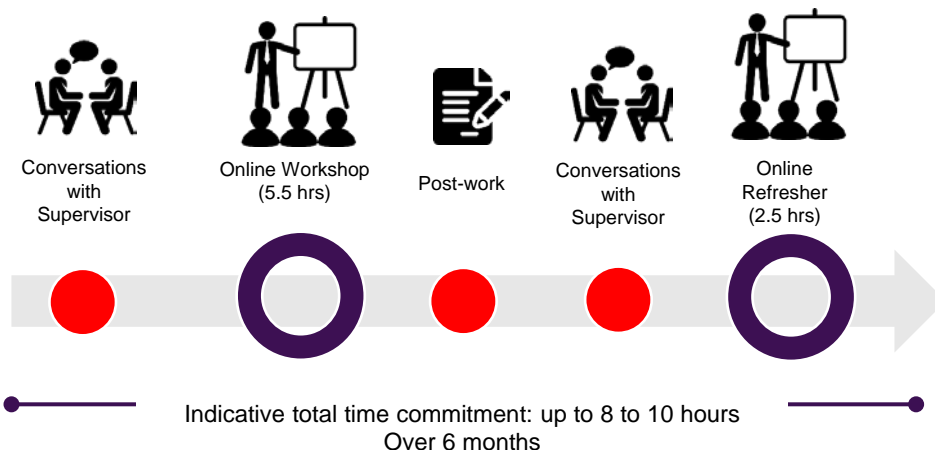 Conversations
with
Supervisor
Online Workshop
(5.5 hrs)
Post-work
Conversations
with
Supervisor
Online
Refresher
(2.5 hrs)
Indicative total time commitment: up to 8 to 10 hours
Over 6 months